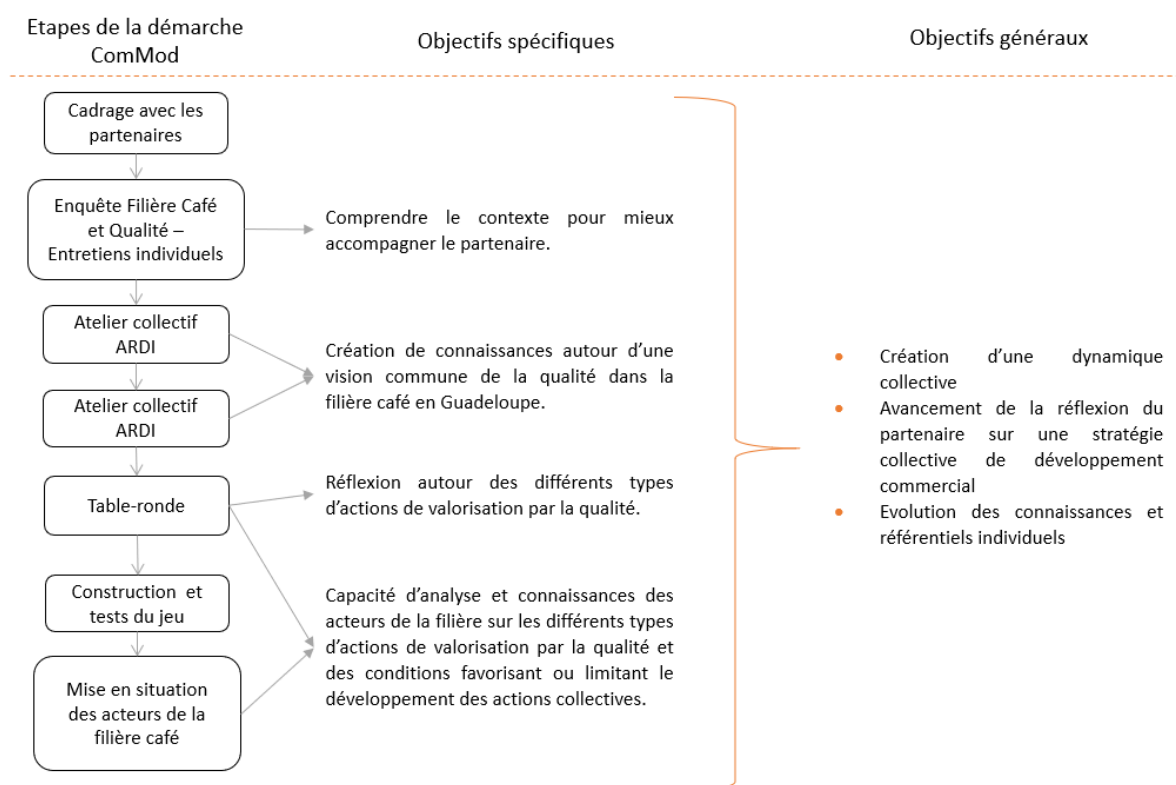 Etapes de la démarche
ComMod
Objectifs spécifiques
Objectifs généraux
Cadrage avec les
partenaires
Enquête Filière Café
et Qualité –
Entretiens individuels
Comprendre le contexte pour mieux
accompagner le partenaire.
Atelier collectif
ARDI
Atelier collectif
ARDI
Création de connaissances autour d'une
vision commune de la qualité dans la
filière café en Guadeloupe.
Table-ronde
Réflexion autour des différents types
d'actions de valorisation par la qualité.
Construction et
tests du jeu
Mise en situation
des acteurs de la
filière café
Capacité d'analyse et connaissances des
acteurs de la filière sur les différents types
d'actions de valorisation par la qualité et
des conditions favorisant ou limitant le
développement des actions collectives.
• Création d'une dynamique
collective
• Avancement de la réflexion du
partenaire sur une stratégie
collective de développement
commercial
• Evolution des connaissances et
référentiels individuels